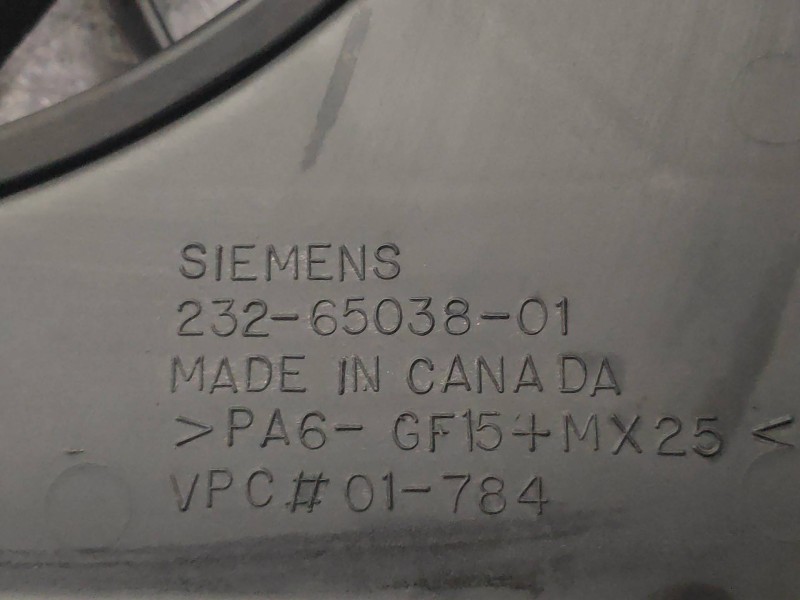 SIEMENS
232-65038-01
MADE IN CANADA
>PA6- GF15+MX25<
VPC# 01-784